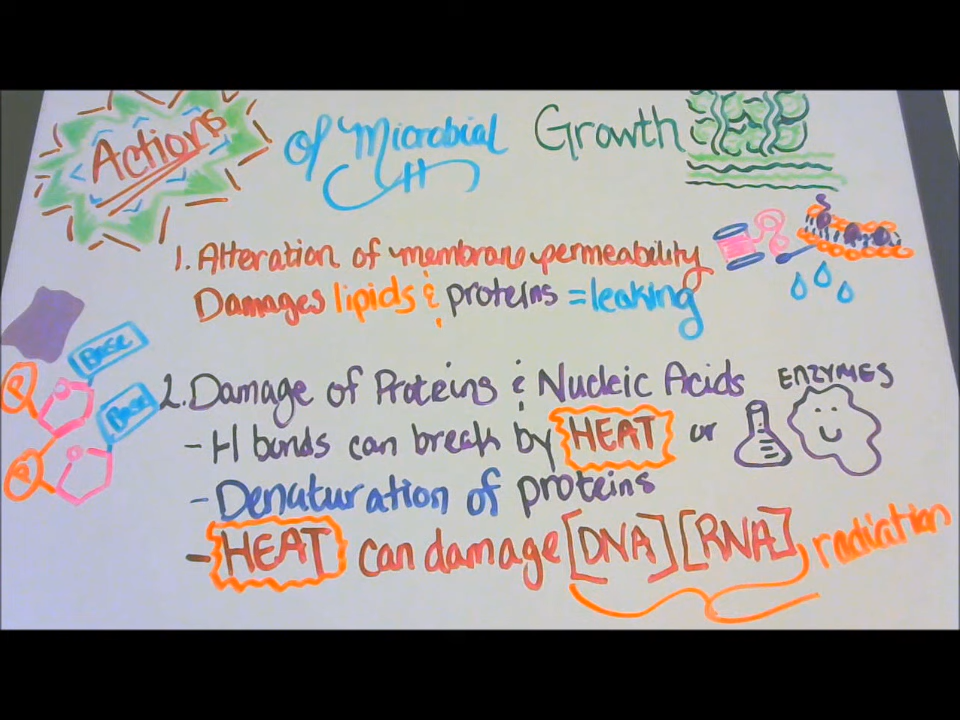 Actions of Microbial Growth
1. Alteration of membrane permeability
Damages lipids & proteins = leaking
Base
Base
P
2. Damage of Proteins & Nucleic Acids
ENZYMES
- H bonds can break by HEAT or
- Denaturation of proteins
- HEAT can damage [DNA] [RNA] radiation